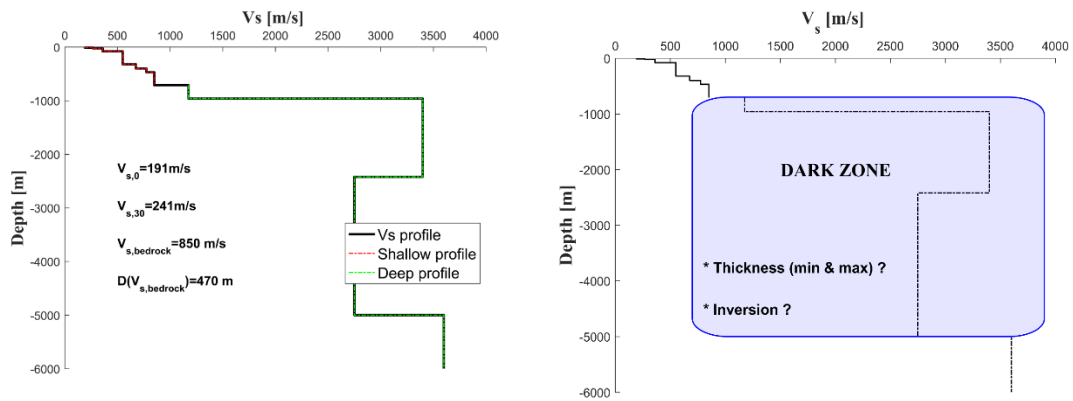 Vs [m/s]
0 500 1000 1500 2000 2500 3000 3500 4000
0
-1000
-2000
-3000
-4000
-5000
-6000
Depth [m]
Vs,0=191m/s
Vs,30=241m/s
Vs,bedrock=850 m/s
D(Vs,bedrock)=470 m
Vs profile
Shallow profile
Deep profile
Vs [m/s]
0 500 1000 1500 2000 2500 3000 3500 4000
0
-1000
-2000
-3000
-4000
-5000
-6000
Depth [m]
DARK ZONE
* Thickness (min & max) ?
* Inversion ?